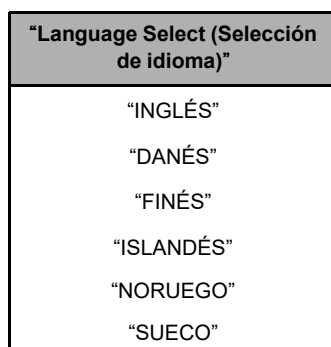 “Language Select (Selección
de idioma)”
“INGLÉS”
“DANÉS”
“FINÉS”
“ISLANDÉS”
“NORUEGO”
“SUECO”